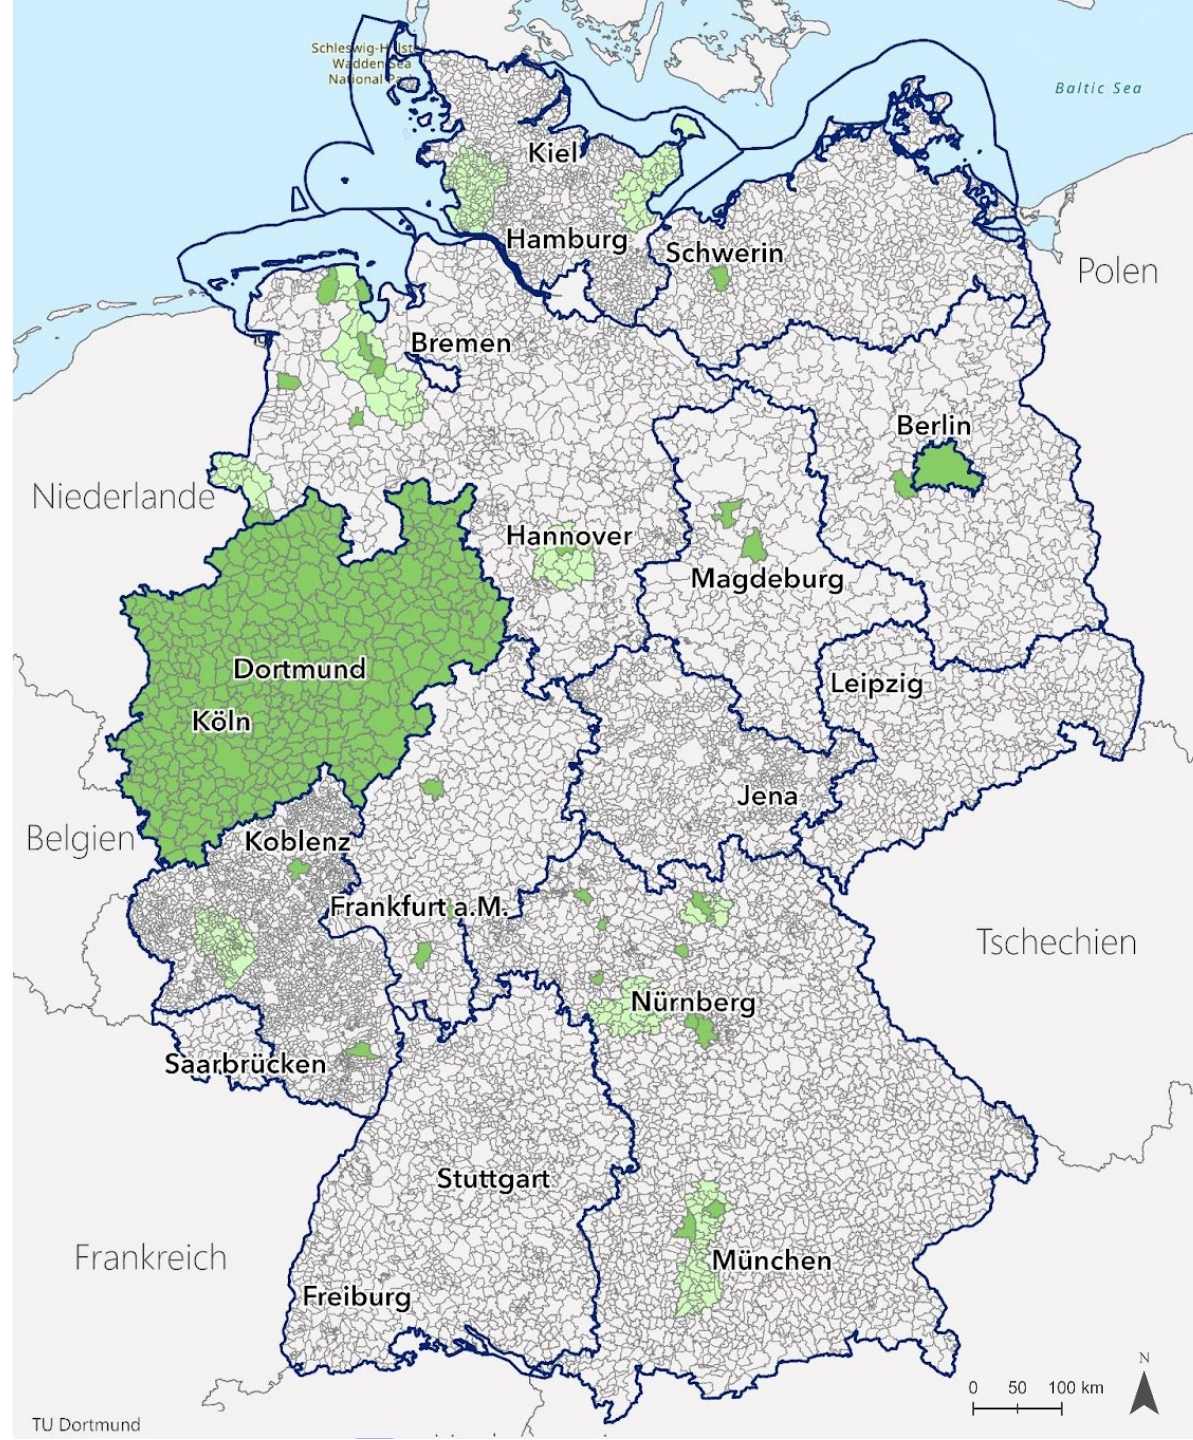 Schleswig-Holste
Wadden Sea
National Park
Baltic Sea
Kiel
Hamburg
Schwerin
Polen
Bremen
Berlin
Niederlande
Hannover
Magdeburg
Dortmund
Leipzig
Köln
Jena
Belgien
Koblenz
Frankfurt a.M.
Tschechien
Nürnberg
Saarbrücken
Stuttgart
Frankreich
München
Freiburg
N
0 50 100 km
TU Dortmund